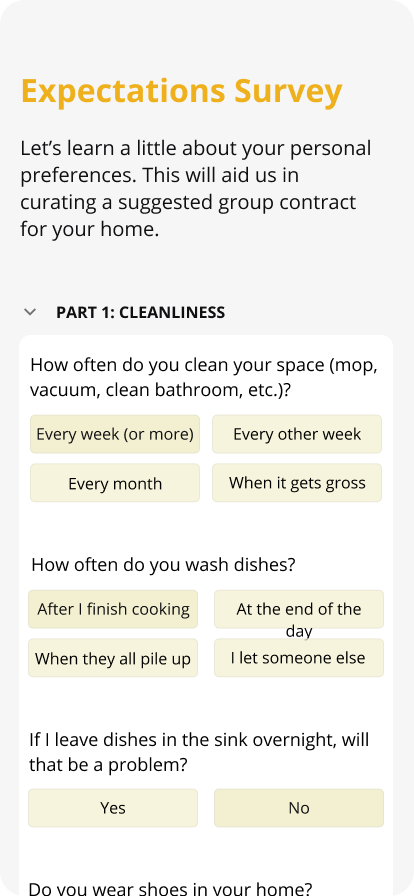 Expectations Survey
Let’s learn a little about your personal
preferences. This will aid us in
curating a suggested group contract
for your home.
PART 1: CLEANLINESS
How often do you clean your space (mop,
vacuum, clean bathroom, etc.)?
Every week (or more)
Every other week
Every month
When it gets gross
How often do you wash dishes?
After I finish cooking
At the end of the
day
When they all pile up
I let someone else
If I leave dishes in the sink overnight, will
that be a problem?
Yes
No
Do you wear shoes in your home?